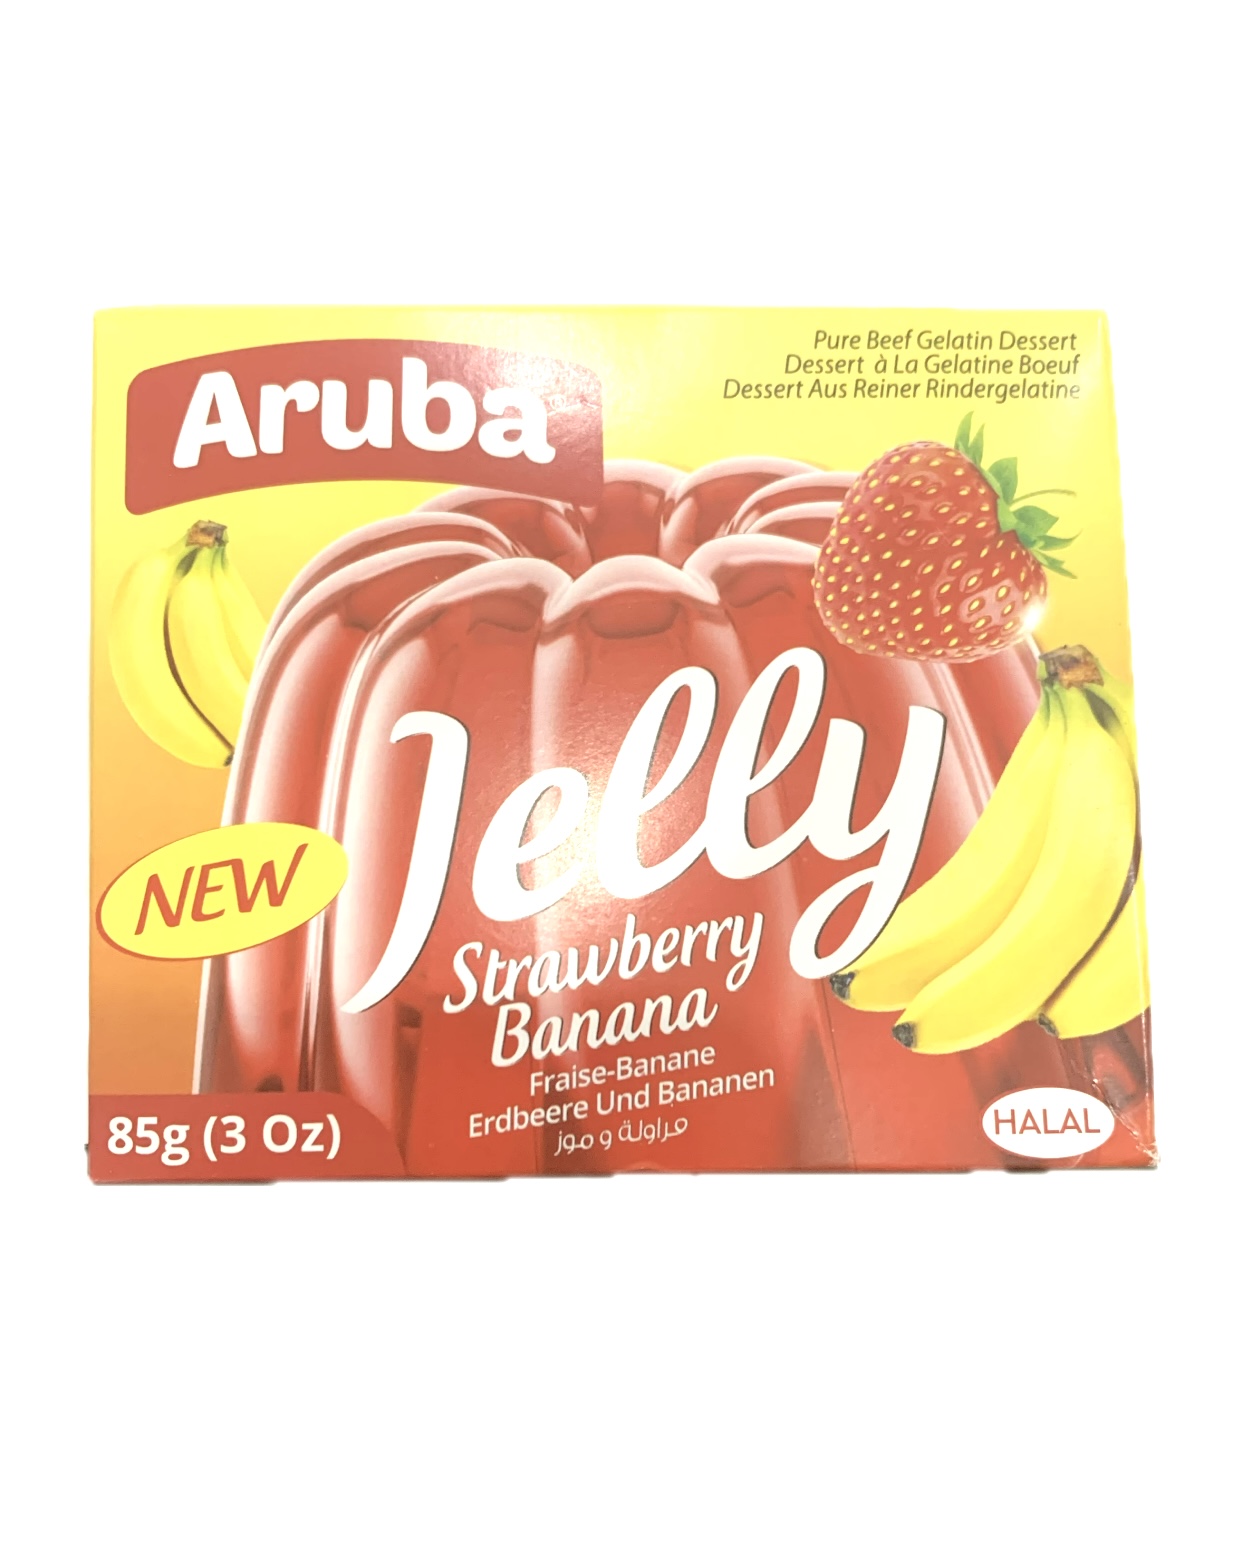 Aruba
Pure Beef Gelatin Dessert
Dessert à La Gelatine Boeuf
Dessert Aus Reiner Rindergelatine
Jelly
NEW
Strawberry
Banana
Fraise-Banane
Erdbeere Und Bananen
فراولة و موز
85g (3 Oz)
HALAL